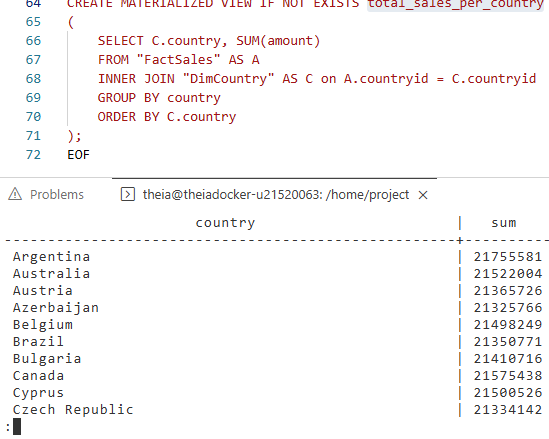 64 CREATE MATERIALIZED VIEW IF NOT EXISTS total_sales_per_country
65 (
66 SELECT C.country, SUM(amount)
67 FROM "FactSales" AS A
68 INNER JOIN "DimCountry" AS C on A.countryid = C.countryid
69 GROUP BY country
70 ORDER BY C.country
71 );
72 EOF
Problems theia@theiadocker-u21520063: /home/project ×
country | sum
-----------------------------------------------------+----------
Argentina | 21755581
Australia | 21522004
Austria | 21365726
Azerbaijan | 21325766
Belgium | 21498249
Brazil | 21350771
Bulgaria | 21410716
Canada | 21575438
Cyprus | 21500526
Czech Republic | 21334142
: